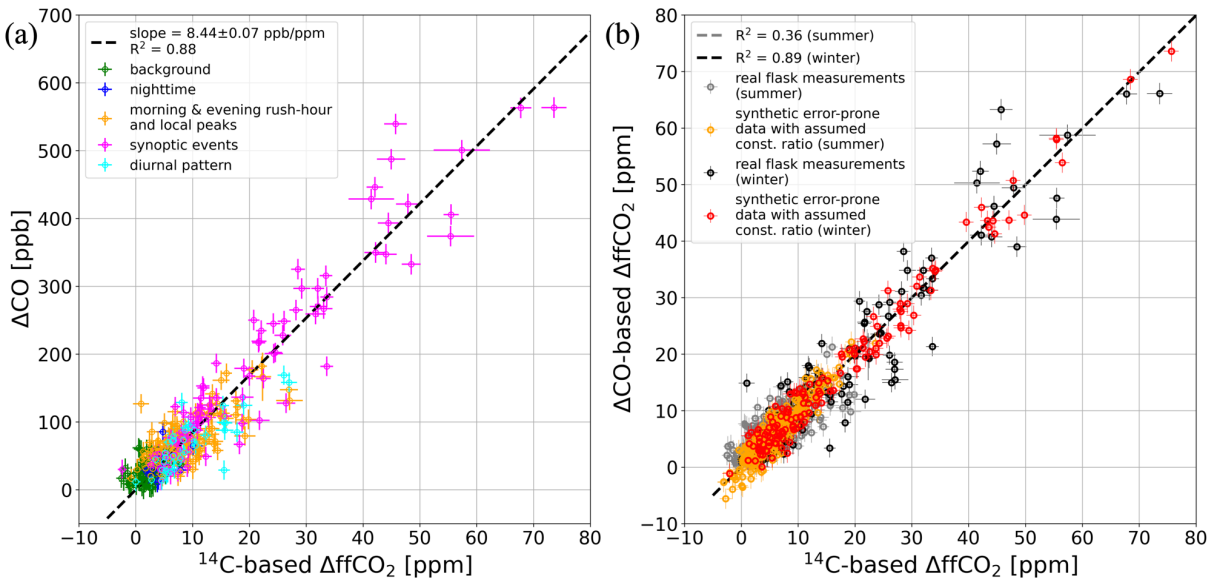 (a)
700
600
500
400
300
200
100
0
ΔCO [ppb]
slope = 8.44±0.07 ppb/ppm
R² = 0.88
background
nighttime
morning & evening rush-hour
and local peaks
synoptic events
diurnal pattern
−10 0 10 20 30 40 50 60 70 80
¹⁴C-based ΔffCO₂ [ppm]
(b)
80
70
60
50
40
30
20
10
0
−10
ΔCO-based ΔffCO₂ [ppm]
R² = 0.36 (summer)
R² = 0.89 (winter)
real flask measurements
(summer)
synthetic error-prone
data with assumed
const. ratio (summer)
real flask measurements
(winter)
synthetic error-prone
data with assumed
const. ratio (winter)
−10 0 10 20 30 40 50 60 70 80
¹⁴C-based ΔffCO₂ [ppm]